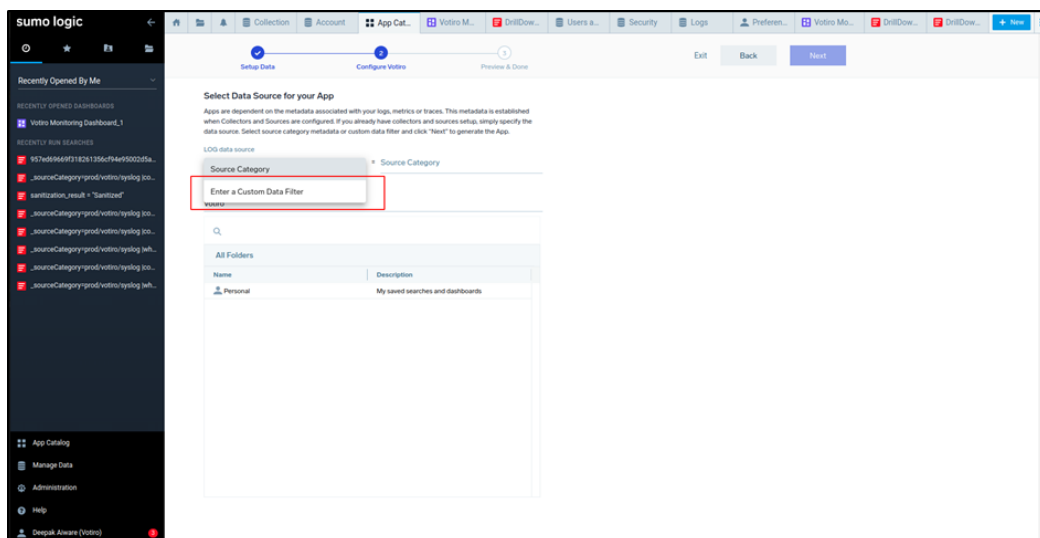 sumo logic
Collection
Account
App Cat...
Votiro M...
DrillDow...
Users a...
Security
Logs
Preferen...
Votiro Mo...
DrillDow...
DrillDow...
+ New
Recently Opened By Me
RECENTLY OPENED DASHBOARDS
Votiro Monitoring Dashboard_1
RECENTLY RUN SEARCHES
957ed69669f318261356cf94e95002d5a...
_sourceCategory=prod/votiro/syslog |co...
sanitization_result = "Sanitized"
_sourceCategory=prod/votiro/syslog |co...
_sourceCategory=prod/votiro/syslog |co...
_sourceCategory=prod/votiro/syslog |wh...
_sourceCategory=prod/votiro/syslog |co...
_sourceCategory=prod/votiro/syslog |wh...
App Catalog
Manage Data
Administration
Help
Deepak Aiware (Votiro)
2
Setup Data
Configure Votiro
3
Preview & Done
Exit
Back
Next
Select Data Source for your App
Apps are dependent on the metadata associated with your logs, metrics or traces. This metadata is established
when Collectors and Sources are configured. If you already have collectors and sources setup, simply specify the
data source. Select source category metadata or custom data filter and click "Next" to generate the App.
LOG data source
Source Category
= Source Category
Enter a Custom Data Filter
Votiro
All Folders
Name
Description
Personal
My saved searches and dashboards